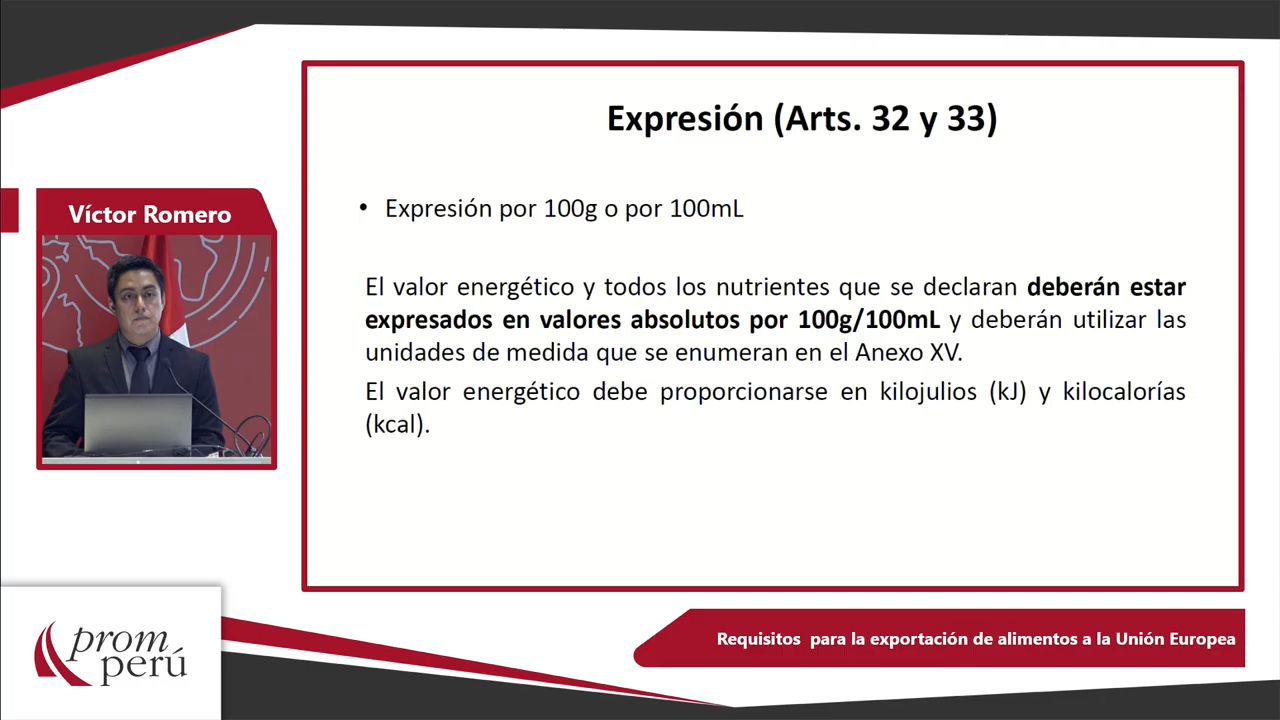 Expresión (Arts. 32 y 33)
Víctor Romero
• Expresión por 100g o por 100mL
El valor energético y todos los nutrientes que se declaran deberán estar
expresados en valores absolutos por 100g/100mL y deberán utilizar las
unidades de medida que se enumeran en el Anexo XV.
El valor energético debe proporcionarse en kilojulios (kJ) y kilocalorías
(kcal).
prom
perú
Requisitos para la exportación de alimentos a la Unión Europea